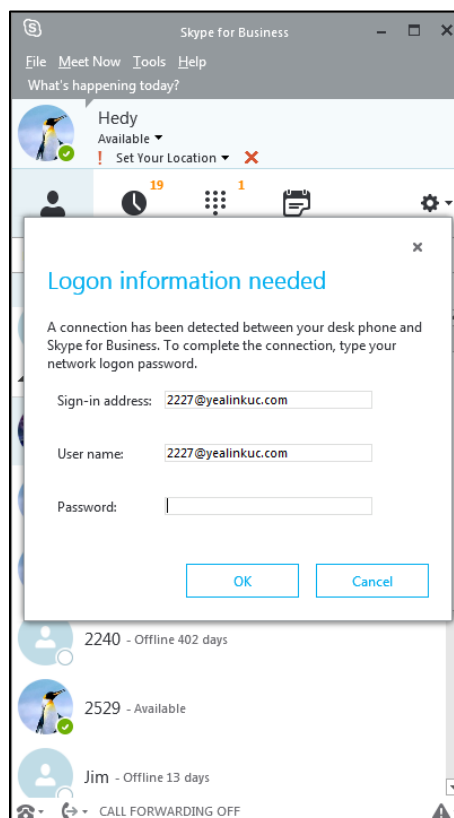 Skype for Business
File Meet Now Tools Help
What's happening today?
Hedy
Available
! Set Your Location
19
1
Logon information needed
A connection has been detected between your desk phone and
Skype for Business. To complete the connection, type your
network logon password.
Sign-in address: 2227@yealinkuc.com
User name: 2227@yealinkuc.com
Password:
OK Cancel
2240 - Offline 402 days
2529 - Available
Jim - Offline 13 days
CALL FORWARDING OFF